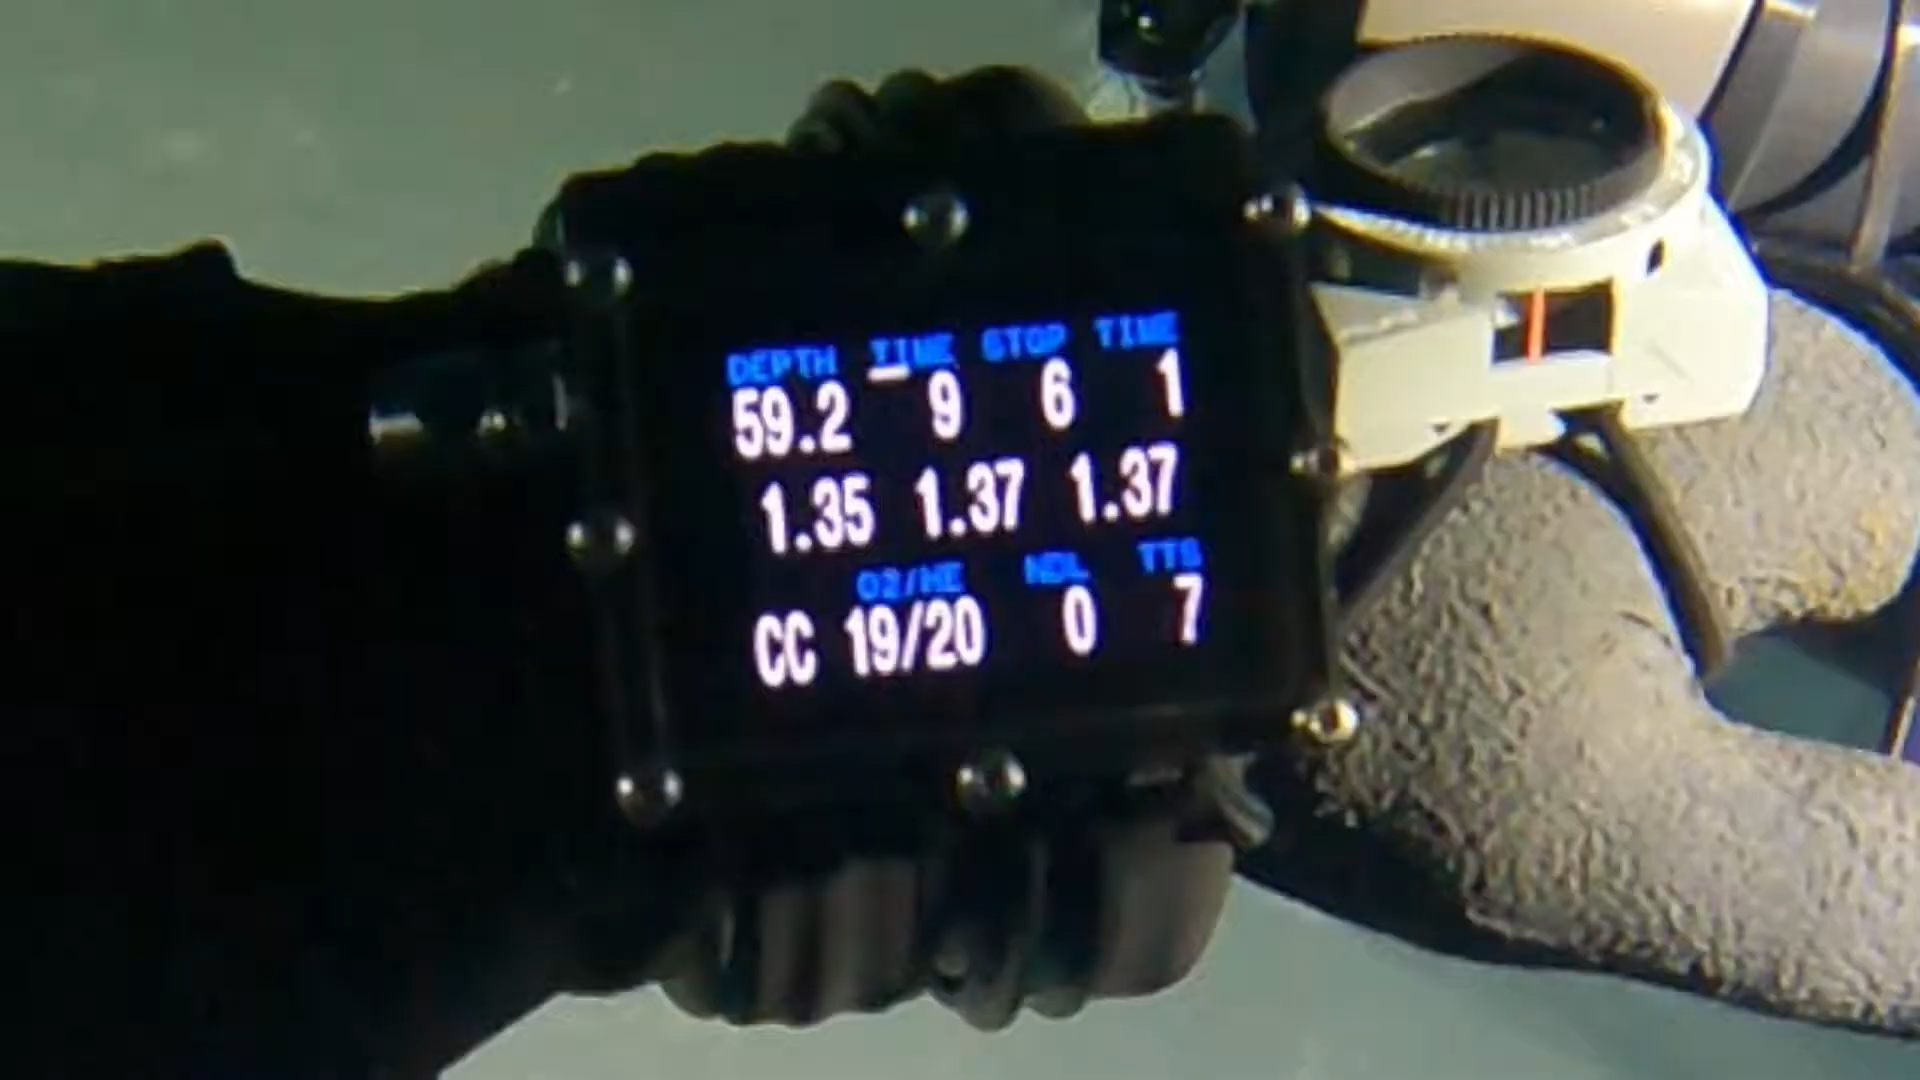 DEPTH TIME STOP TIME
59.2 9 6 1
1.35 1.37 1.37
O2/HE NDL TTS
CC 19/20 0 7